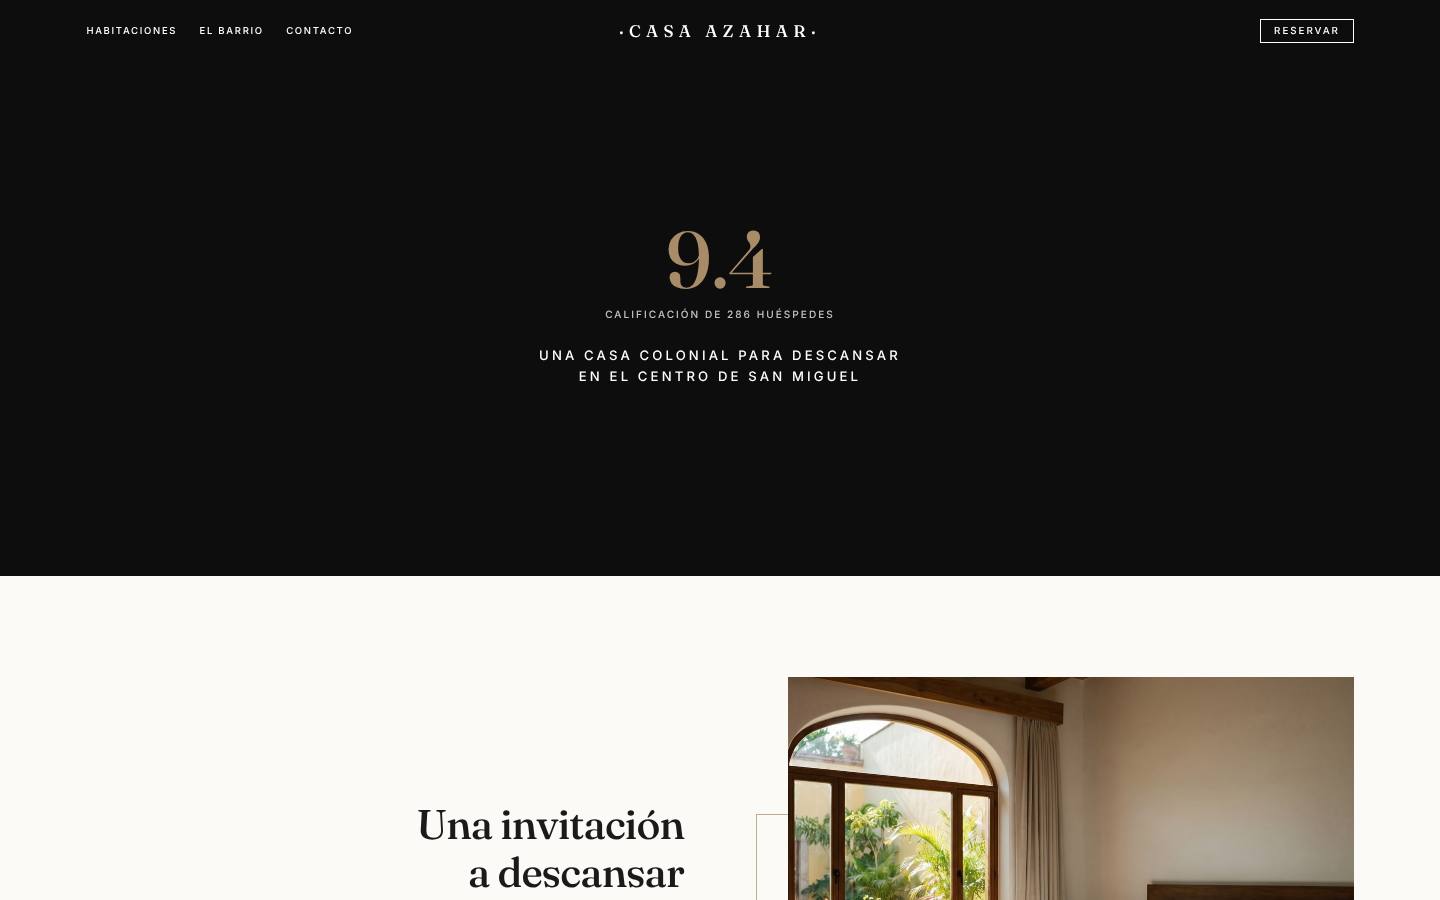 HABITACIONES EL BARRIO CONTACTO
·CASA AZAHAR·
RESERVAR
9.4
CALIFICACIÓN DE 286 HUÉSPEDES
UNA CASA COLONIAL PARA DESCANSAR
EN EL CENTRO DE SAN MIGUEL
Una invitación
a descansar